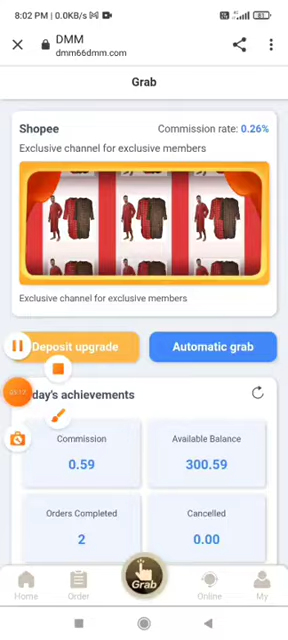 8:02 PM | 0.0KB/s
81
DMM
dmm66dmm.com
Grab
Shopee
Commission rate: 0.26%
Exclusive channel for exclusive members
Exclusive channel for exclusive members
Deposit upgrade
Automatic grab
day's achievements
Commission
Available Balance
0.59
300.59
Orders Completed
Cancelled
2
0.00
Grab
Home
Order
Online
My